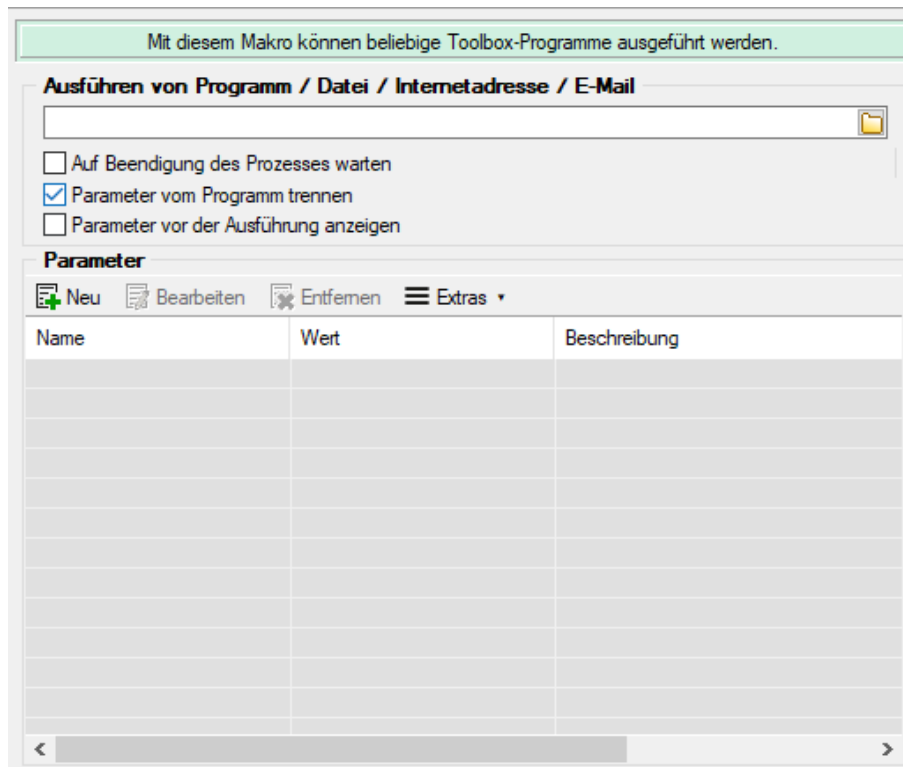 Mit diesem Makro können beliebige Toolbox-Programme ausgeführt werden.
Ausführen von Programm / Datei / Internetadresse / E-Mail
Auf Beendigung des Prozesses warten
Parameter vom Programm trennen
Parameter vor der Ausführung anzeigen
Parameter
Neu Bearbeiten Entfernen Extras
Name Wert Beschreibung